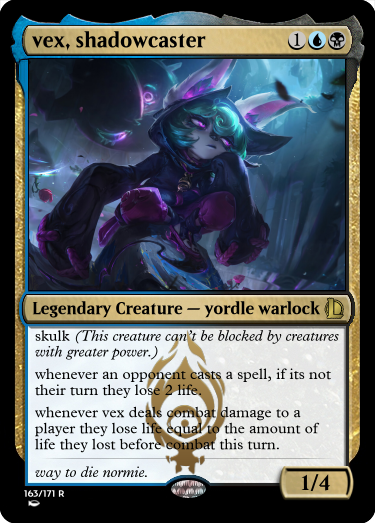 vex, shadowcaster 1
Legendary Creature — yordle warlock
skulk (This creature can't be blocked by creatures
with greater power.)
whenever an opponent casts a spell, if its not
their turn they lose 2 life.
whenever vex deals combat damage to a
player they lose life equal to the amount of
life they lost before combat this turn.
way to die normie.
1/4
163/171 R